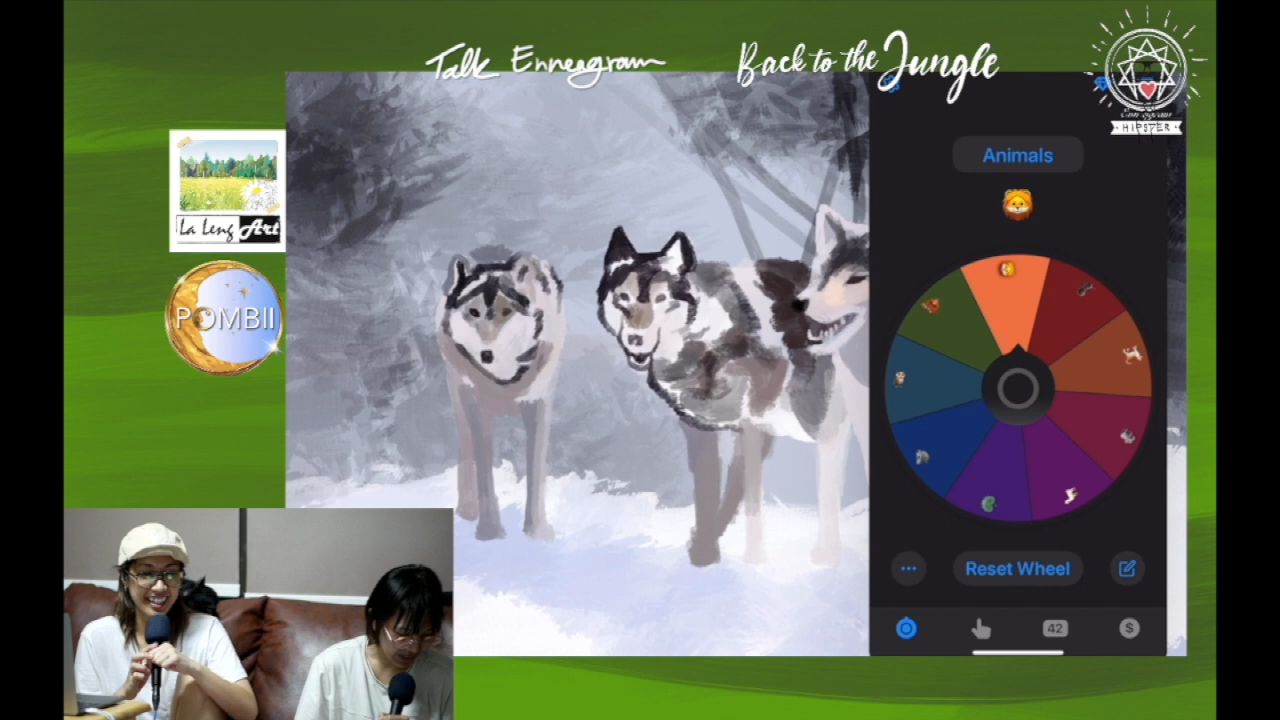 Talk Enneagram
Back to the Jungle
HIPSTER
Animals
La Leng Art
POMBII
Reset Wheel
42
$